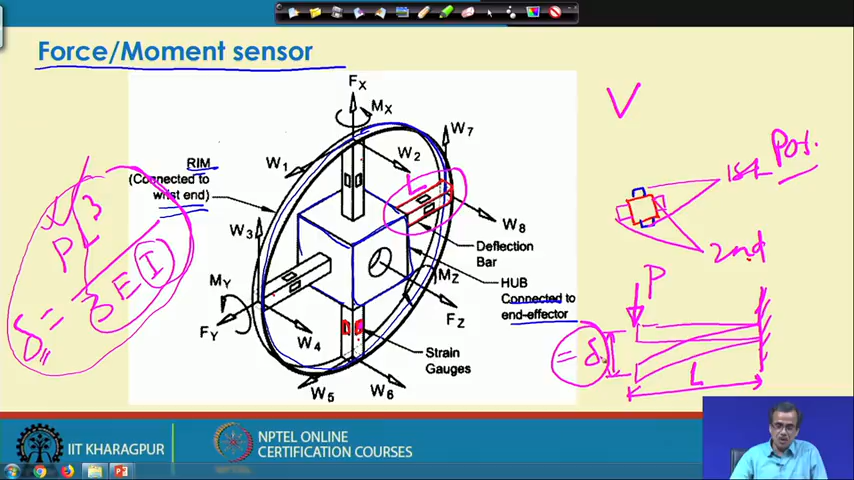 Force/Moment sensor
FX
MX
W7
W1
W2
RIM
(Connected to
wrist end)
L
W8
W3
Deflection
Bar
MY
MZ
HUB
Connected to
end-effector
FY
W4
FZ
Strain
Gauges
W5
W6
V
1st Pos.
2nd
P
= δ
L
δ = PL³
3EI
IIT KHARAGPUR
NPTEL ONLINE
CERTIFICATION COURSES